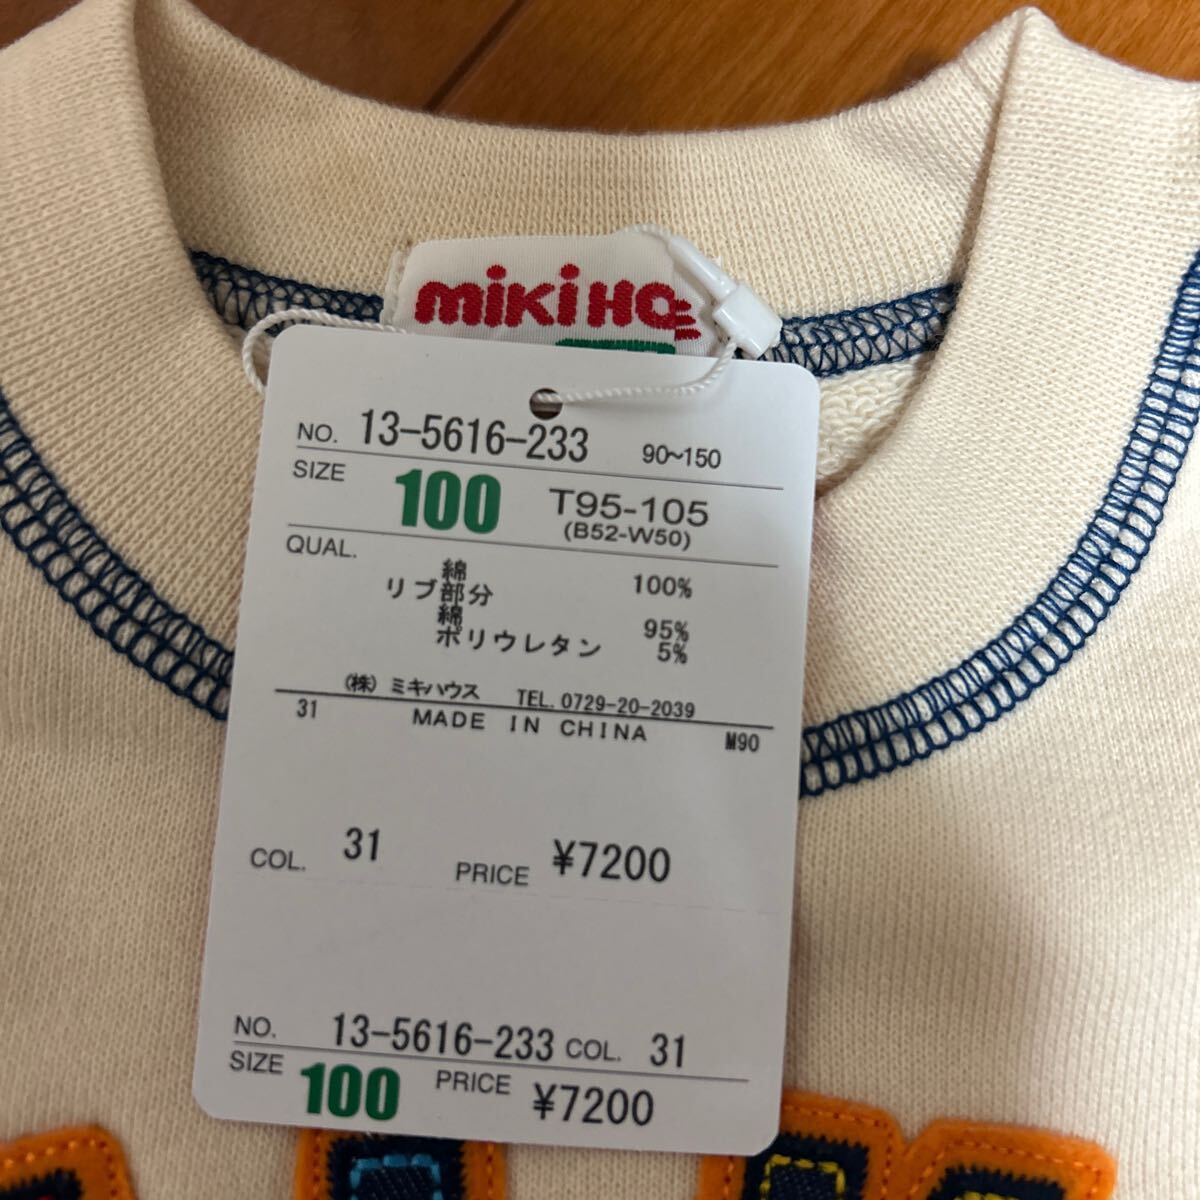 miki HO
NO. 13-5616-233 90~150
SIZE 100 T95-105
(B52-W50)
QUAL.
綿 100%
リブ部分
綿 95%
ポリウレタン 5%
(株) ミキハウス TEL. 0729-20-2039
31 MADE IN CHINA M90
COL. 31 PRICE ¥7200
NO. 13-5616-233 COL. 31
SIZE 100 PRICE ¥7200